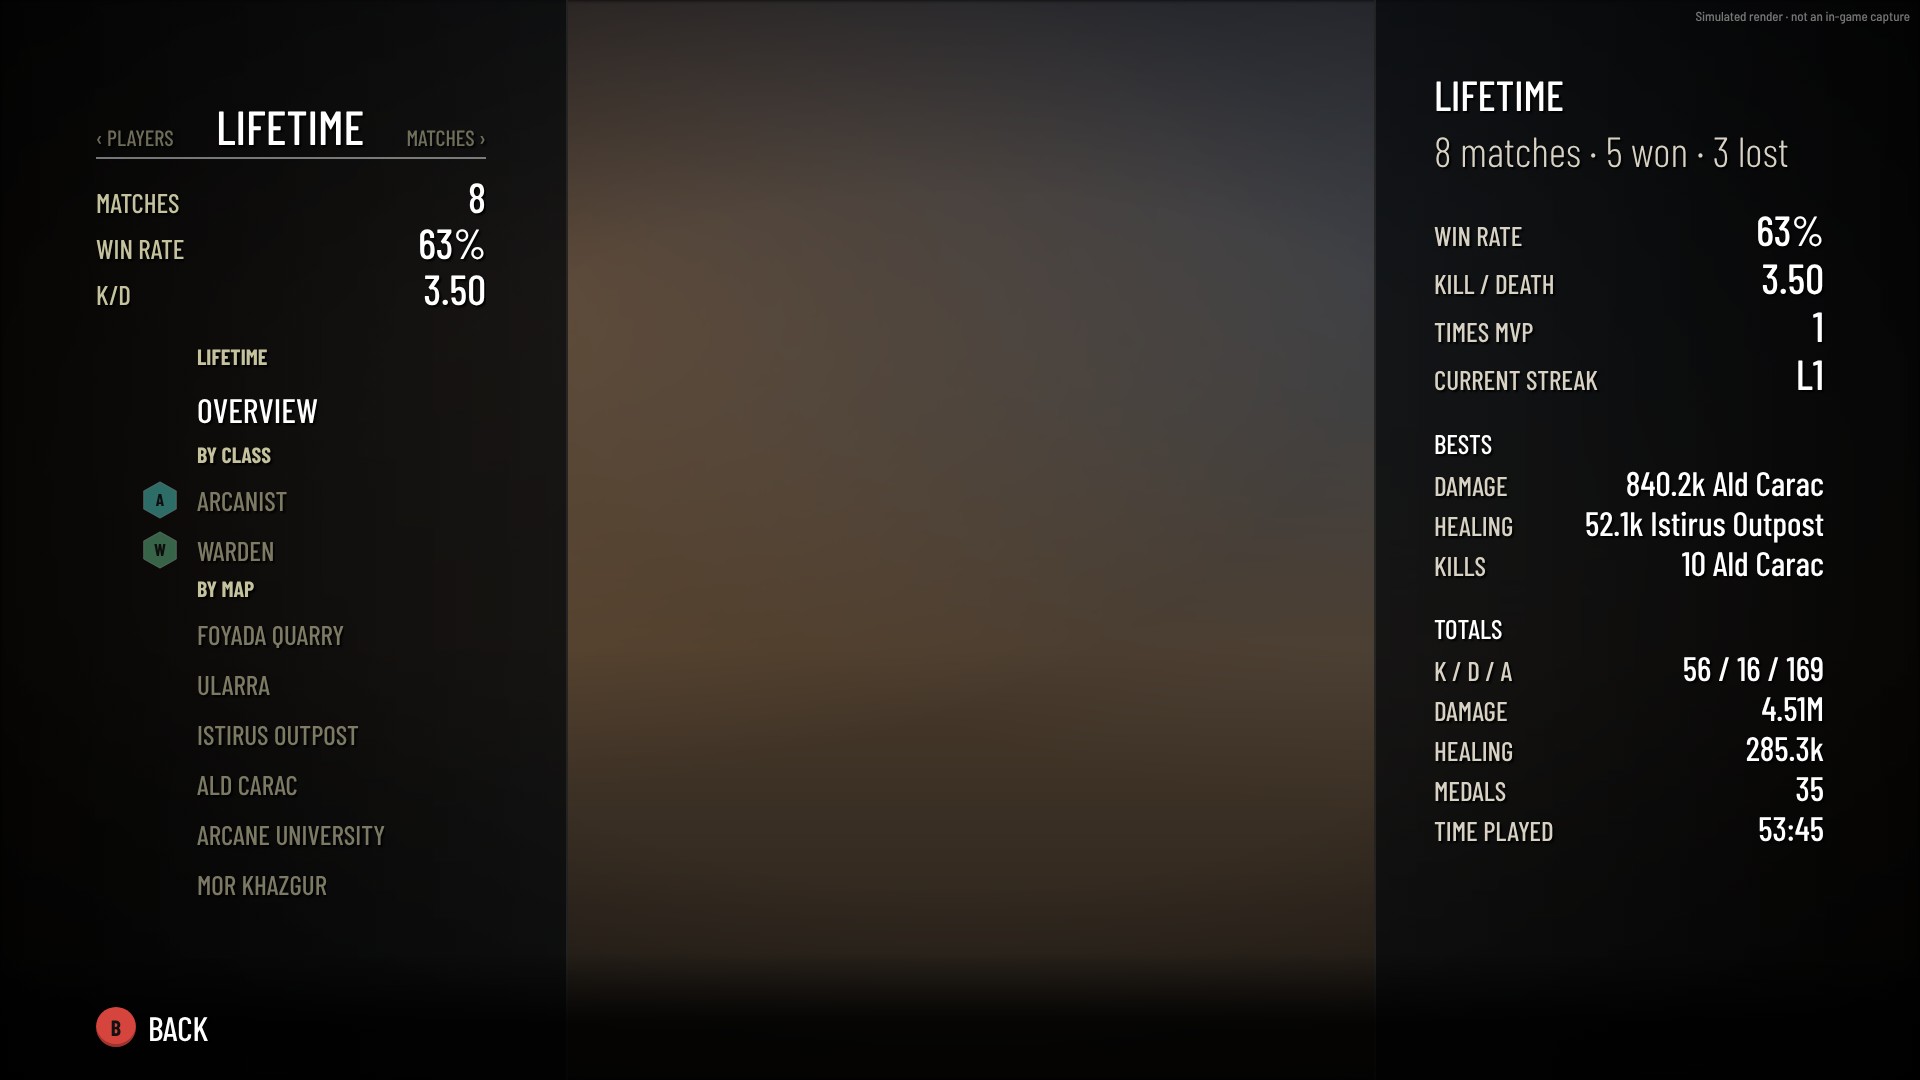 Simulated render · not an in-game capture
‹ PLAYERS LIFETIME MATCHES ›
MATCHES 8
WIN RATE 63%
K/D 3.50
LIFETIME
OVERVIEW
BY CLASS
A ARCANIST
W WARDEN
BY MAP
FOYADA QUARRY
ULARRA
ISTIRUS OUTPOST
ALD CARAC
ARCANE UNIVERSITY
MOR KHAZGUR
B BACK
LIFETIME
8 matches · 5 won · 3 lost
WIN RATE 63%
KILL / DEATH 3.50
TIMES MVP 1
CURRENT STREAK L1
BESTS
DAMAGE 840.2k Ald Carac
HEALING 52.1k Istirus Outpost
KILLS 10 Ald Carac
TOTALS
K / D / A 56 / 16 / 169
DAMAGE 4.51M
HEALING 285.3k
MEDALS 35
TIME PLAYED 53:45